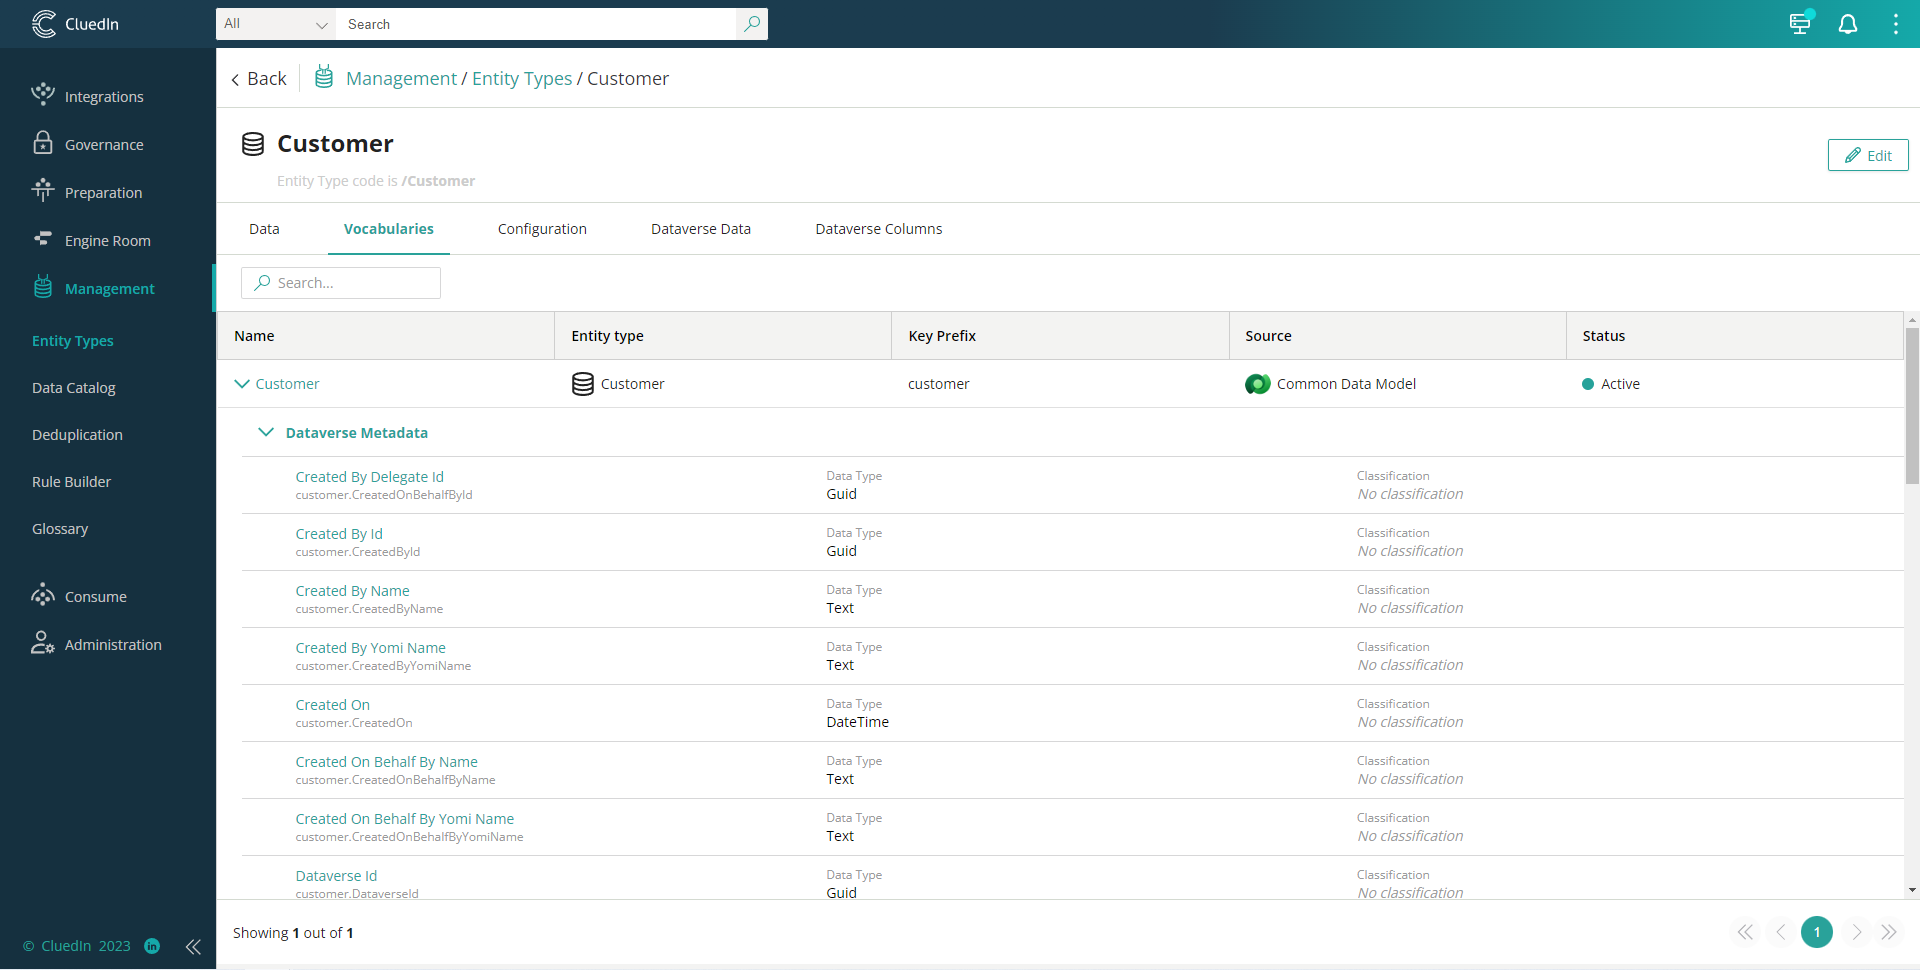 CluedIn
All
Search
Integrations
Governance
Preparation
Engine Room
Management
Entity Types
Data Catalog
Deduplication
Rule Builder
Glossary
Consume
Administration
© CluedIn 2023 in
Back
Management / Entity Types / Customer
Customer
Entity Type code is /Customer
Edit
Data Vocabularies Configuration Dataverse Data Dataverse Columns
Search...
Name Entity type Key Prefix Source Status
Customer Customer customer Common Data Model Active
Dataverse Metadata
Created By Delegate Id Data Type Classification
customer.CreatedOnBehalfById Guid No classification
Created By Id Data Type Classification
customer.CreatedById Guid No classification
Created By Name Data Type Classification
customer.CreatedByName Text No classification
Created By Yomi Name Data Type Classification
customer.CreatedByYomiName Text No classification
Created On Data Type Classification
customer.CreatedOn DateTime No classification
Created On Behalf By Name Data Type Classification
customer.CreatedOnBehalfByName Text No classification
Created On Behalf By Yomi Name Data Type Classification
customer.CreatedOnBehalfByYomiName Text No classification
Dataverse Id Data Type Classification
customer.DataverseId Guid No classification
Showing 1 out of 1
1